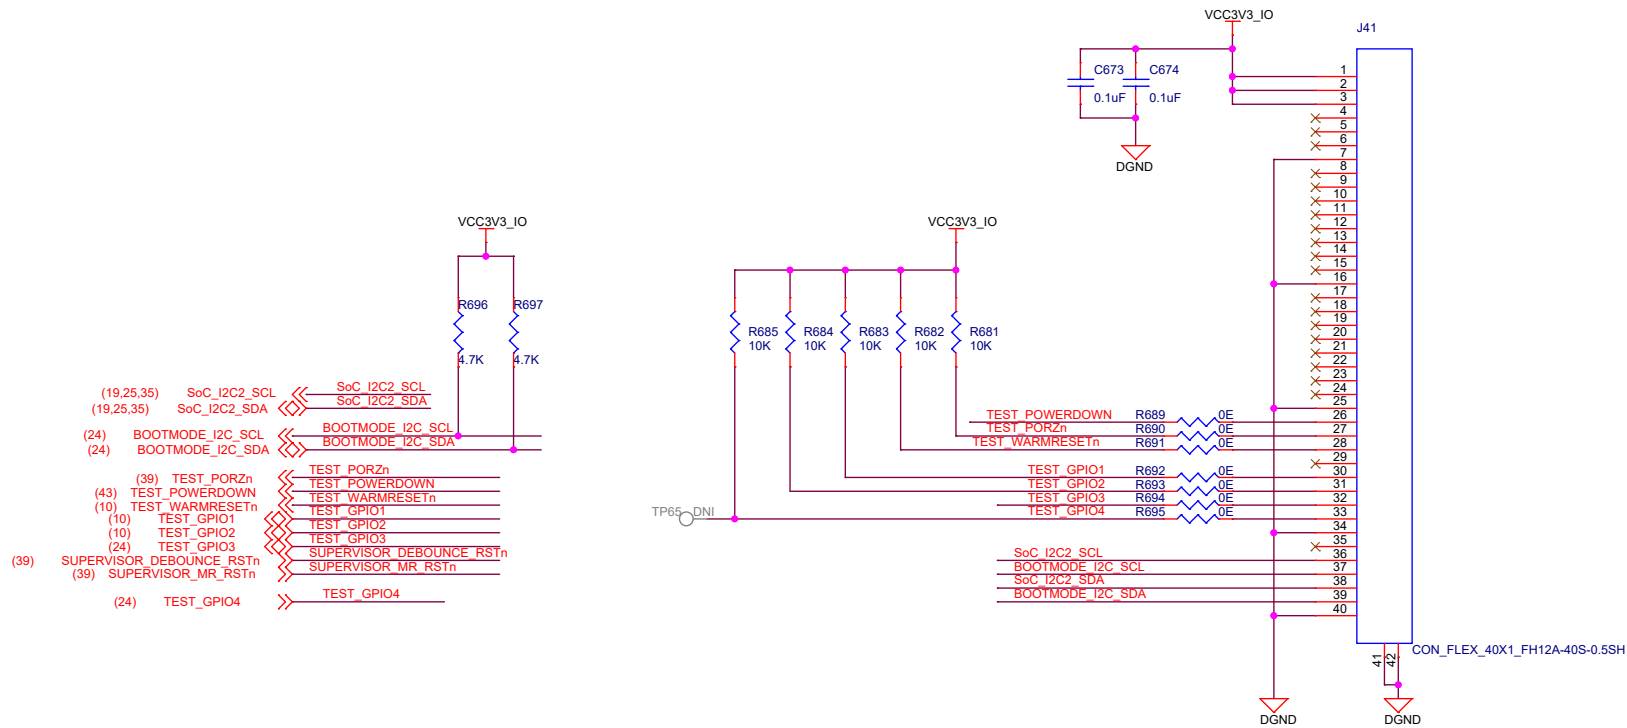 VCC3V3_IO
J41
C673
0.1uF
C674
0.1uF
DGND
1
2
3
4
5
6
7
8
9
10
11
12
13
14
15
16
17
18
19
20
21
22
23
24
25
26
27
28
29
30
31
32
33
34
35
36
37
38
39
40
41
42
CON_FLEX_40X1_FH12A-40S-0.5SH
VCC3V3_IO
R696
4.7K
R697
4.7K
VCC3V3_IO
R685
10K
R684
10K
R683
10K
R682
10K
R681
10K
(19,25,35) SoC_I2C2_SCL SoC_I2C2_SCL
(19,25,35) SoC_I2C2_SDA SoC_I2C2_SDA
(24) BOOTMODE_I2C_SCL BOOTMODE_I2C_SCL
(24) BOOTMODE_I2C_SDA BOOTMODE_I2C_SDA
(39) TEST_PORZn TEST_PORZn
(43) TEST_POWERDOWN TEST_POWERDOWN
(10) TEST_WARMRESETn TEST_WARMRESETn
(10) TEST_GPIO1 TEST_GPIO1
(10) TEST_GPIO2 TEST_GPIO2
(24) TEST_GPIO3 TEST_GPIO3
(39) SUPERVISOR_DEBOUNCE_RSTn SUPERVISOR_DEBOUNCE_RSTn
(39) SUPERVISOR_MR_RSTn SUPERVISOR_MR_RSTn
(24) TEST_GPIO4 TEST_GPIO4
TEST_POWERDOWN R689 0E
TEST_PORZn R690 0E
TEST_WARMRESETn R691 0E
TEST_GPIO1 R692 0E
TEST_GPIO2 R693 0E
TEST_GPIO3 R694 0E
TP65 DNI TEST_GPIO4 R695 0E
SoC_I2C2_SCL
BOOTMODE_I2C_SCL
SoC_I2C2_SDA
BOOTMODE_I2C_SDA
DGND
DGND